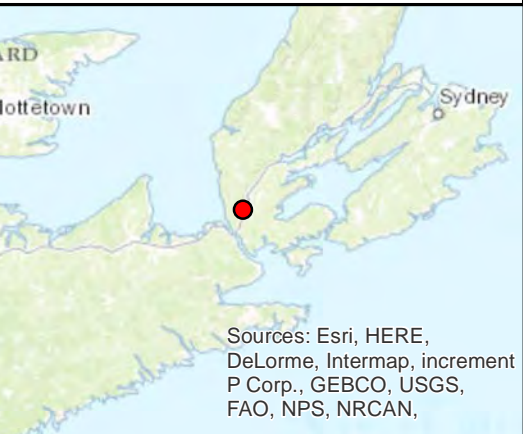 ARD
lottetown
Sydney
Sources: Esri, HERE,
DeLorme, Intermap, increment
P Corp., GEBCO, USGS,
FAO, NPS, NRCAN,